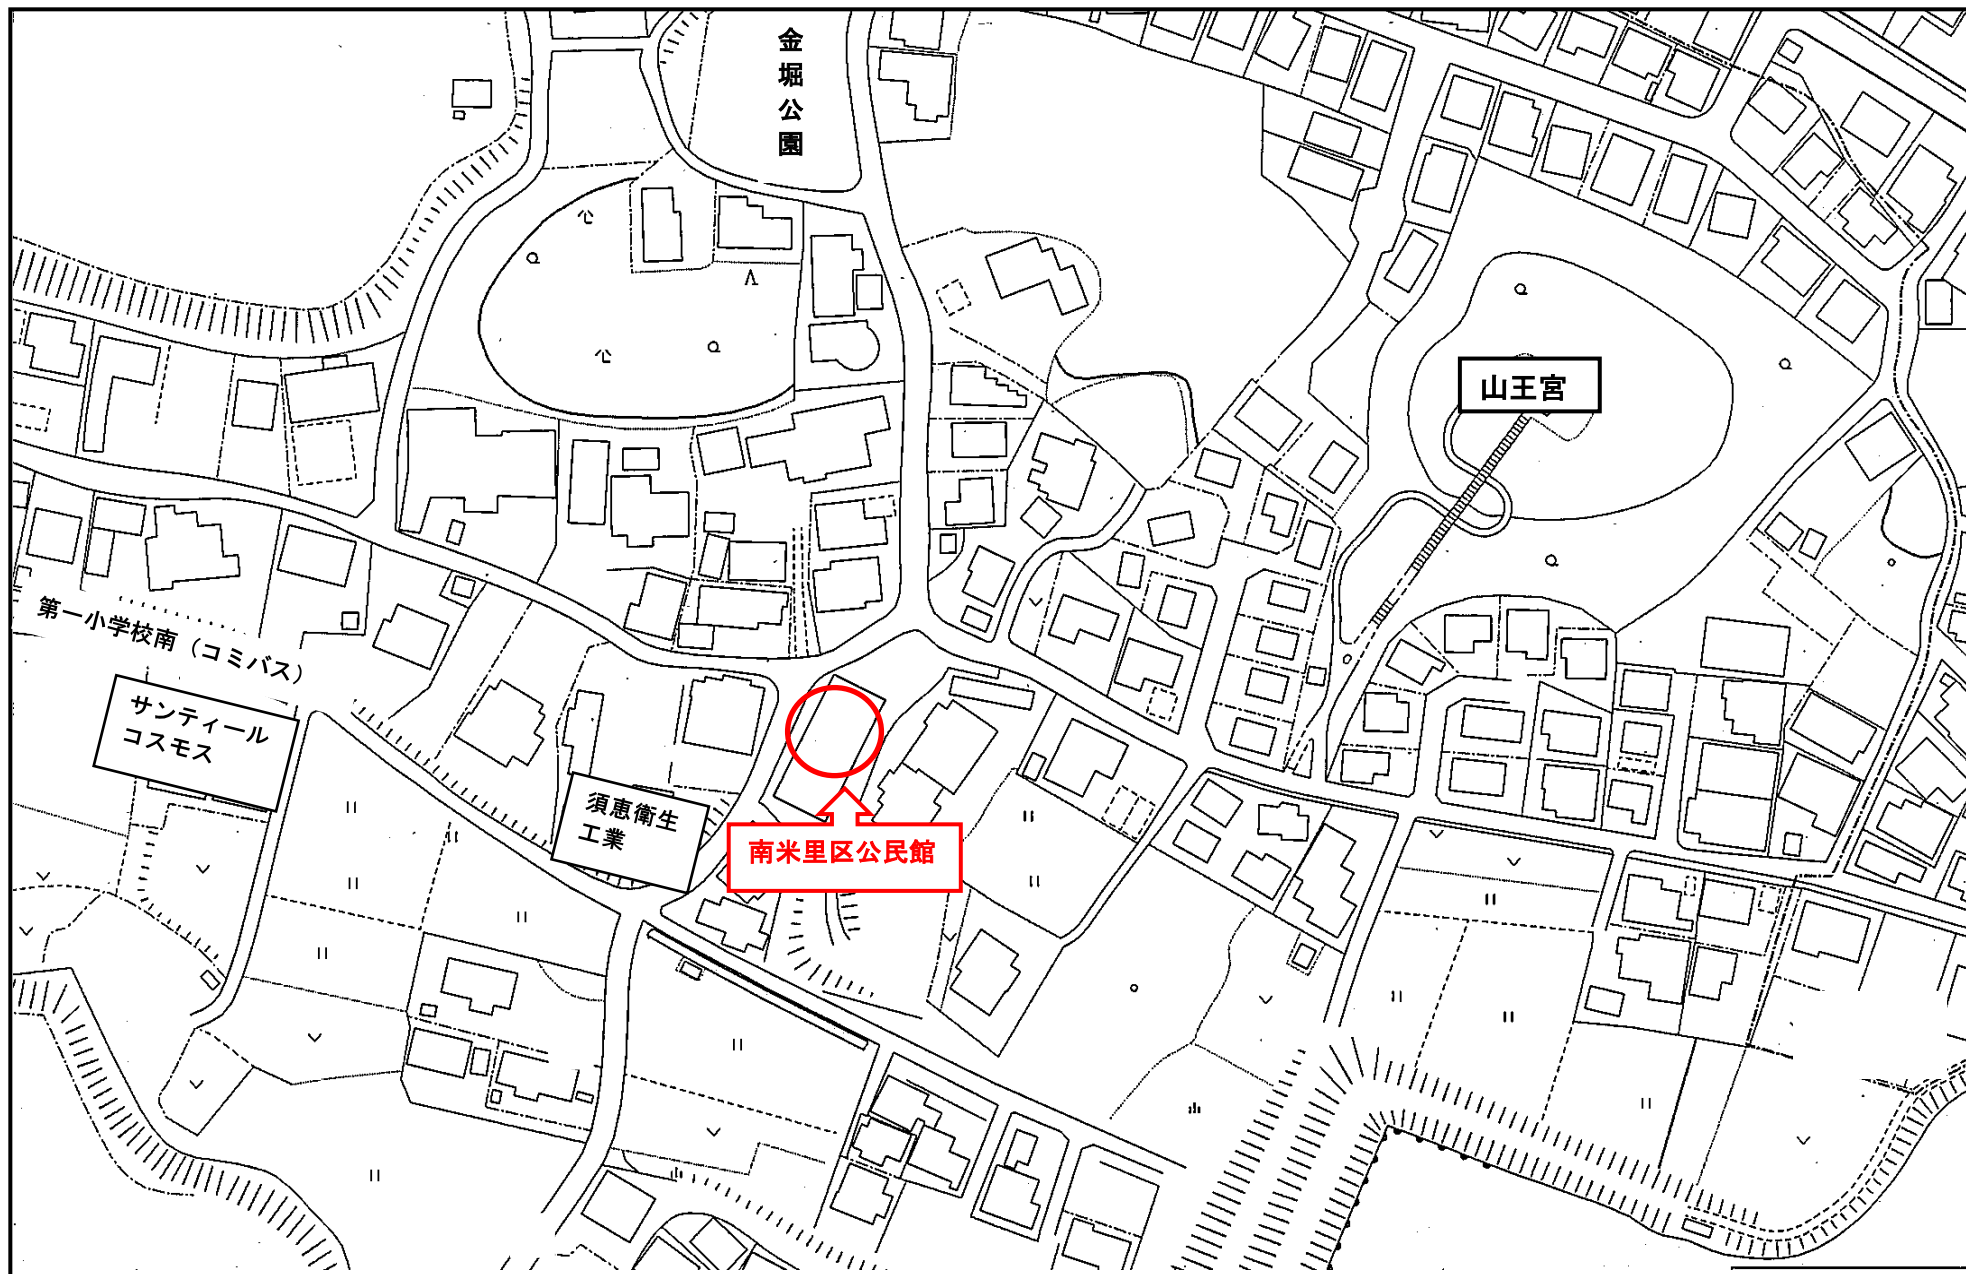 金堀公園
山王宮
第一小学校南（コミバス）
サンティール
コスモス
須恵衛生
工業
南米里区公民館